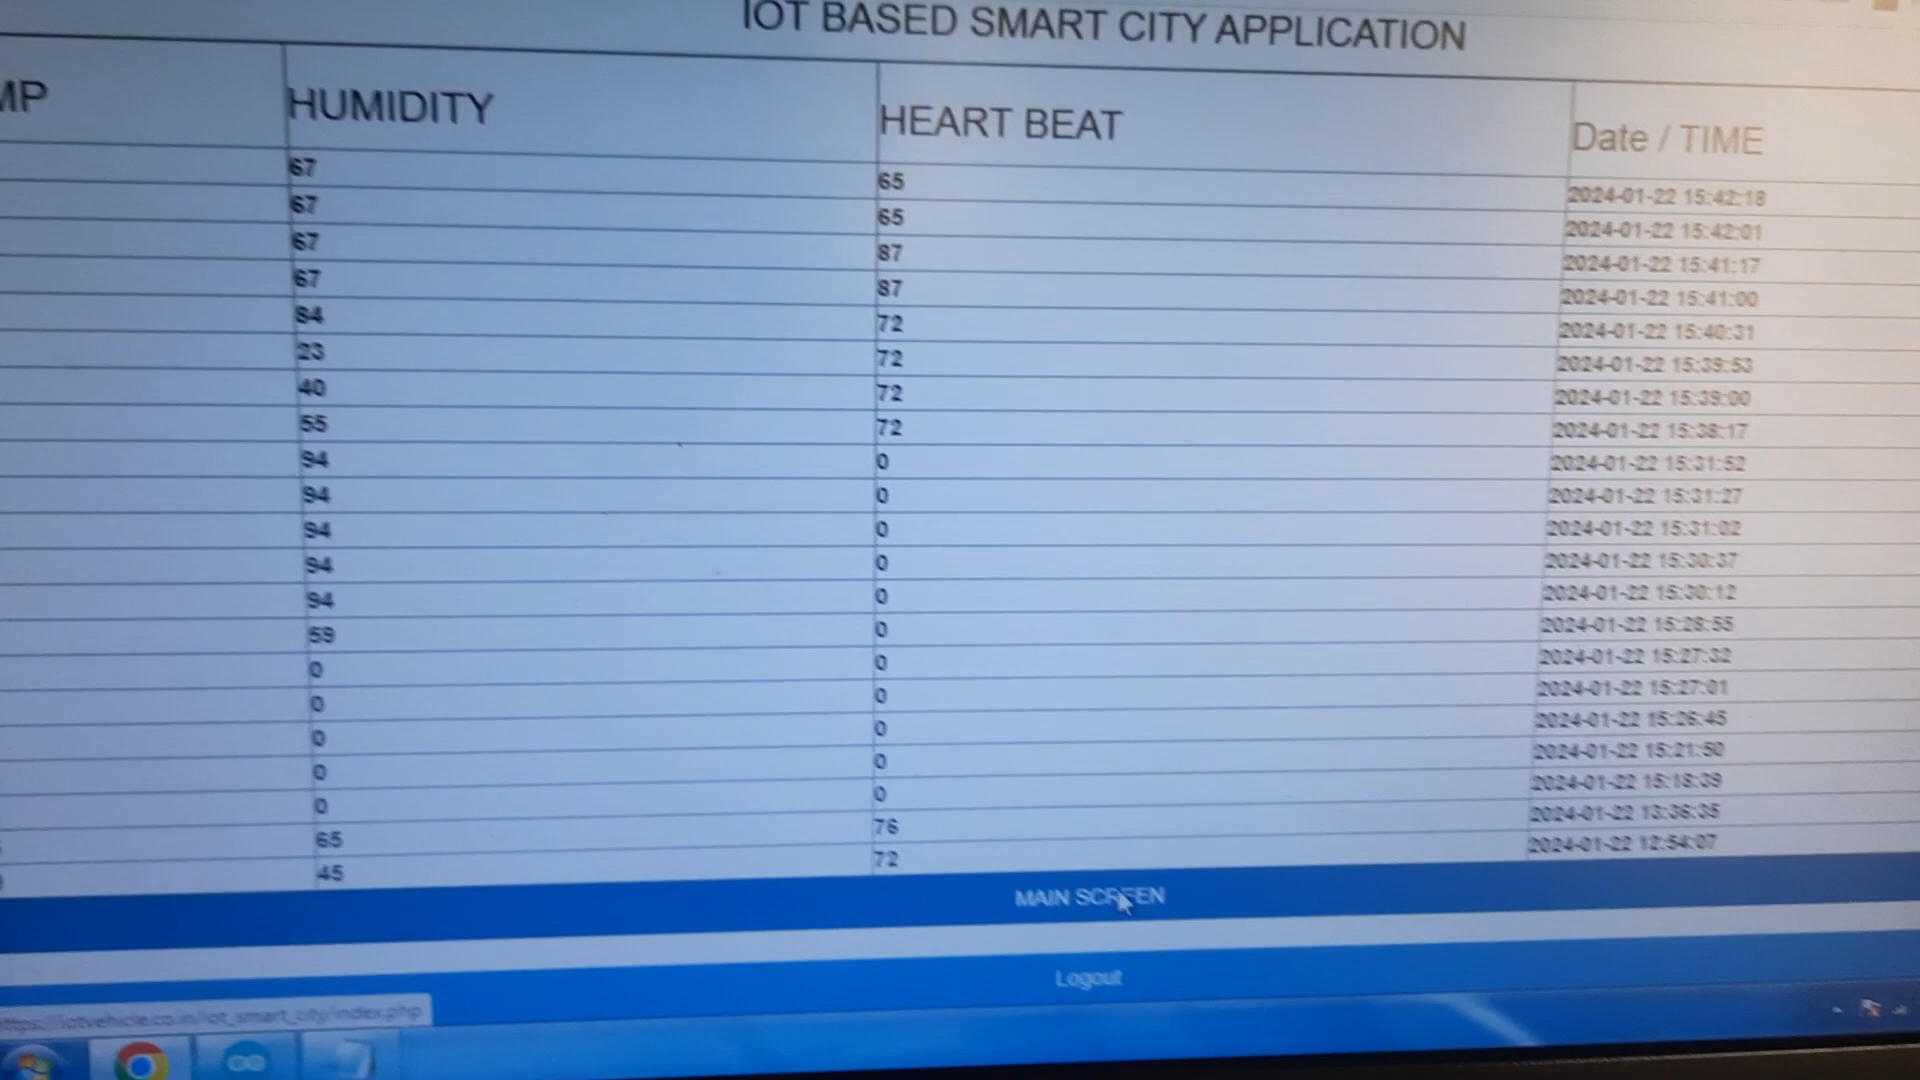 IOT BASED SMART CITY APPLICATION
MP HUMIDITY HEART BEAT Date / TIME
67 65 2024-01-22 15:42:18
67 65 2024-01-22 15:42:01
67 87 2024-01-22 15:41:17
67 87 2024-01-22 15:41:00
84 72 2024-01-22 15:40:31
23 72 2024-01-22 15:39:53
40 72 2024-01-22 15:39:00
55 72 2024-01-22 15:38:17
94 0 2024-01-22 15:31:52
94 0 2024-01-22 15:31:27
94 0 2024-01-22 15:31:02
94 0 2024-01-22 15:30:37
94 0 2024-01-22 15:30:12
59 0 2024-01-22 15:28:55
0 0 2024-01-22 15:27:32
0 0 2024-01-22 15:27:01
0 0 2024-01-22 15:26:45
0 0 2024-01-22 15:21:50
0 0 2024-01-22 15:18:39
65 76 2024-01-22 13:36:35
45 72 2024-01-22 12:54:07
MAIN SCREEN
Logout
https://iotvehicle.co.in/iot_smart_city/index.php